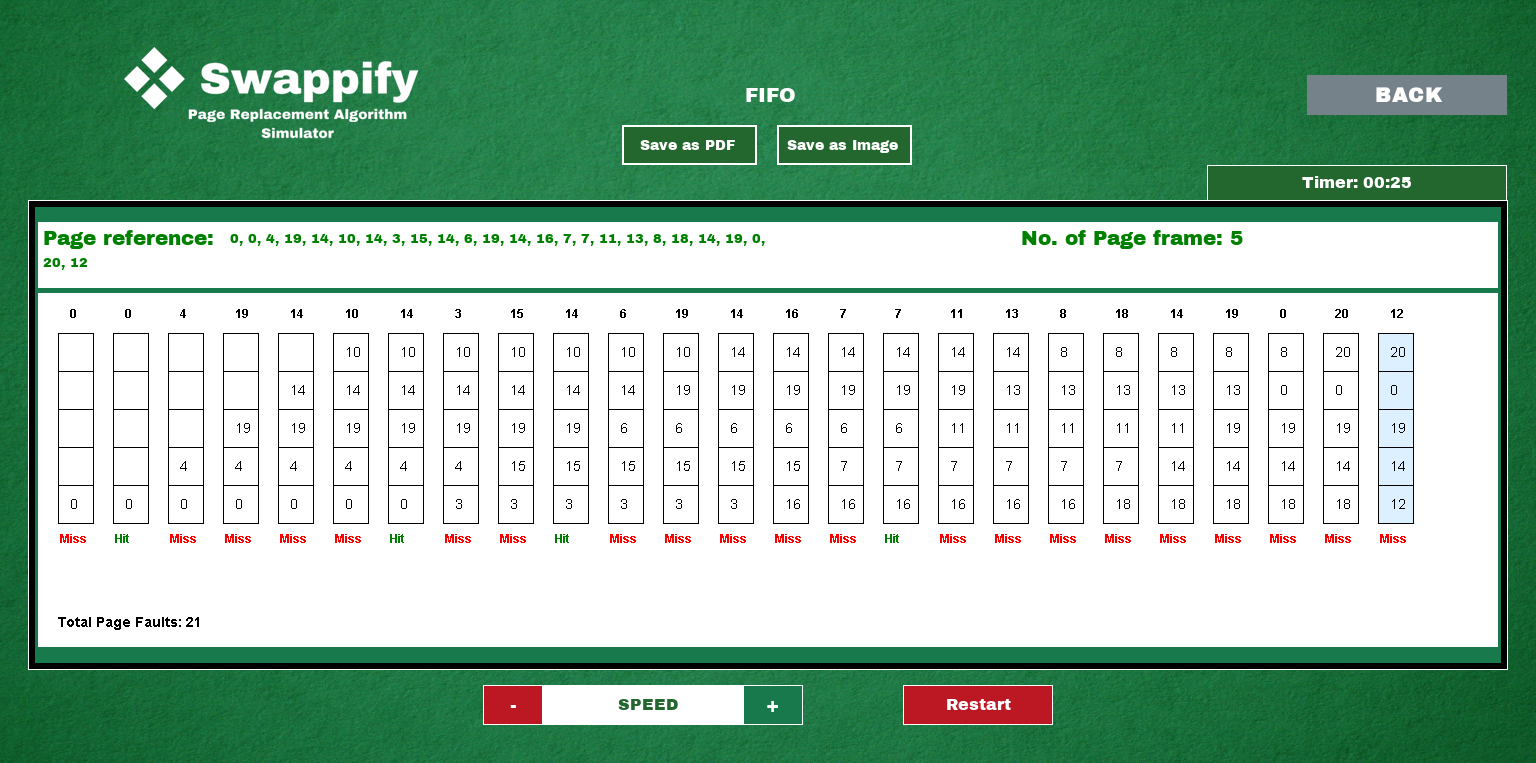 Swappify
Page Replacement Algorithm
Simulator
FIFO
BACK
Save as PDF Save as Image
Timer: 00:25
Page reference: 0, 0, 4, 19, 14, 10, 14, 3, 15, 14, 6, 19, 14, 16, 7, 7, 11, 13, 8, 18, 14, 19, 0, No. of Page frame: 5
20, 12
0 0 4 19 14 10 14 3 15 14 6 19 14 16 7 7 11 13 8 18 14 19 0 20 12
10 10 10 10 10 10 10 14 14 14 14 14 14 8 8 8 8 8 20 20
14 14 14 14 14 14 14 19 19 19 19 19 19 13 13 13 13 13 0 0 0
19 19 19 19 19 19 19 6 6 6 6 6 6 11 11 11 11 11 19 19 19 19
4 4 4 4 4 4 15 15 15 15 15 15 7 7 7 7 7 7 14 14 14 14 14
0 0 0 0 0 0 0 3 3 3 3 3 3 16 16 16 16 16 16 18 18 18 18 18 12
Miss Hit Miss Miss Miss Miss Hit Miss Miss Hit Miss Miss Miss Miss Miss Hit Miss Miss Miss Miss Miss Miss Miss Miss Miss
Total Page Faults: 21
- SPEED + Restart